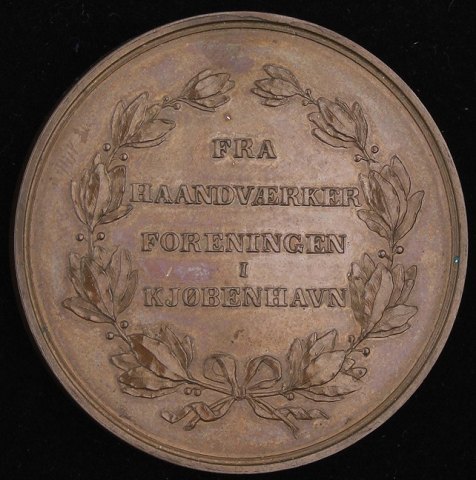 FRA
HAANDVÆRKER
FORENINGEN
I
KJØBENHAVN